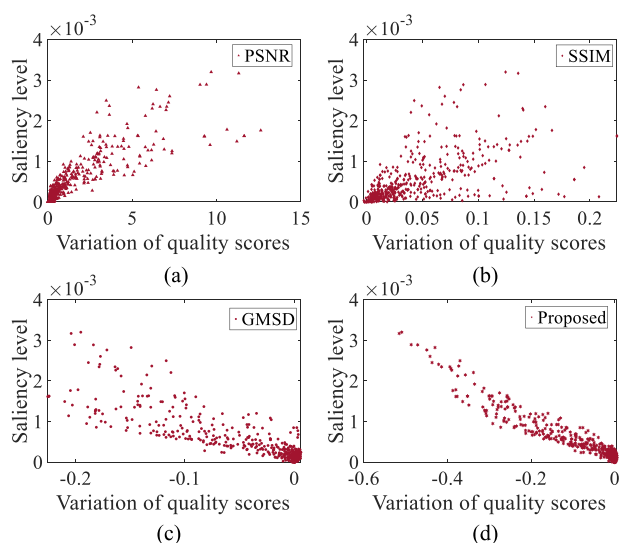 ×10⁻³
4
3
2
1
0
Saliency level
PSNR
0 5 10 15
Variation of quality scores
(a)
×10⁻³
4
3
2
1
0
Saliency level
SSIM
0 0.05 0.1 0.15 0.2
Variation of quality scores
(b)
×10⁻³
4
3
2
1
0
Saliency level
GMSD
-0.2 -0.1 0
Variation of quality scores
(c)
×10⁻³
4
3
2
1
0
Saliency level
Proposed
-0.6 -0.4 -0.2 0
Variation of quality scores
(d)